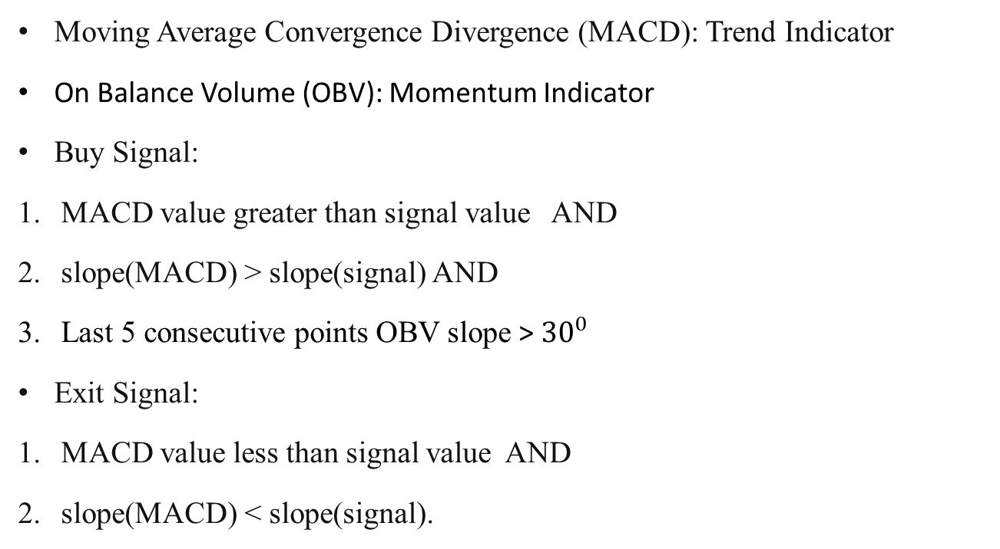 • Moving Average Convergence Divergence (MACD): Trend Indicator
• On Balance Volume (OBV): Momentum Indicator
• Buy Signal:
1. MACD value greater than signal value AND
2. slope(MACD) > slope(signal) AND
3. Last 5 consecutive points OBV slope > 30⁰
• Exit Signal:
1. MACD value less than signal value AND
2. slope(MACD) < slope(signal).